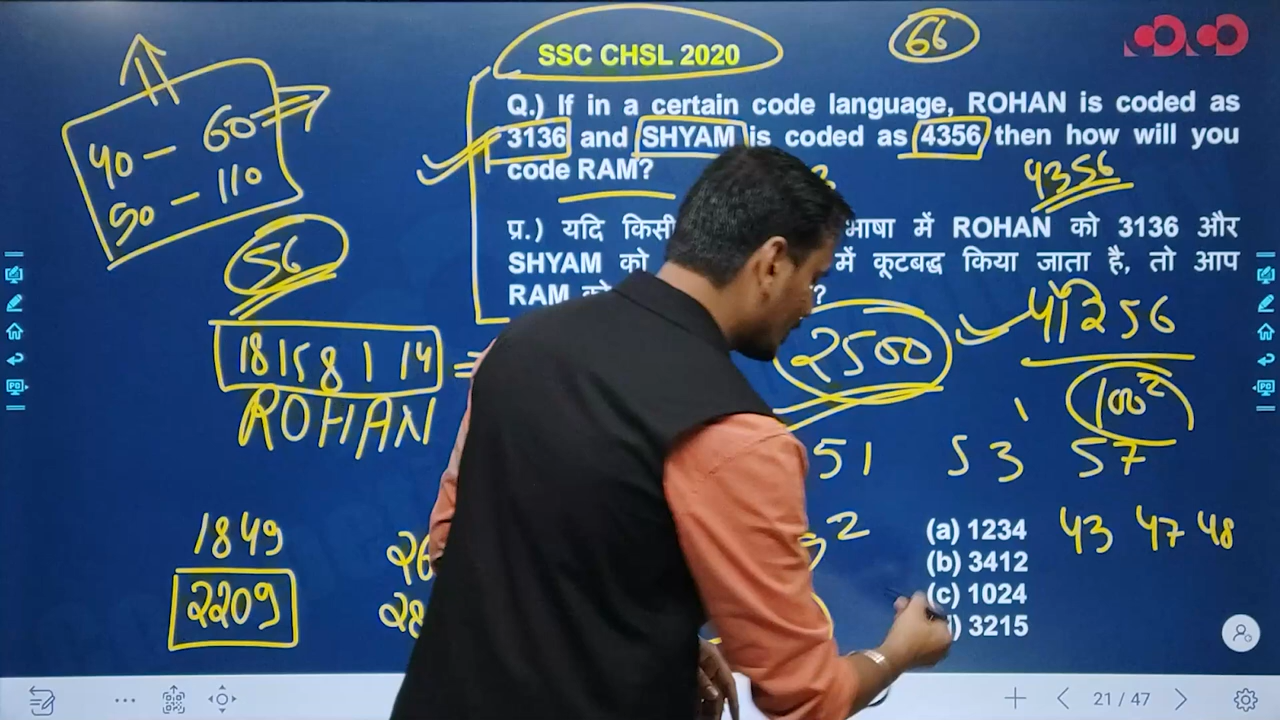 SSC CHSL 2020
66
40 - 60
50 - 110
Q.) If in a certain code language, ROHAN is coded as
3136 and SHYAM is coded as 4356 then how will you
code RAM?
4356
प्र.) यदि किसी भाषा में ROHAN को 3136 और
SHYAM को में कूटबद्ध किया जाता है, तो आप
RAM को ?
56
18 15 8 1 14 =
ROHAN
2500
4356
100²
51 53 57
1849
2209
(a) 1234
(b) 3412
(c) 1024
) 3215
43 47 48
21 / 47